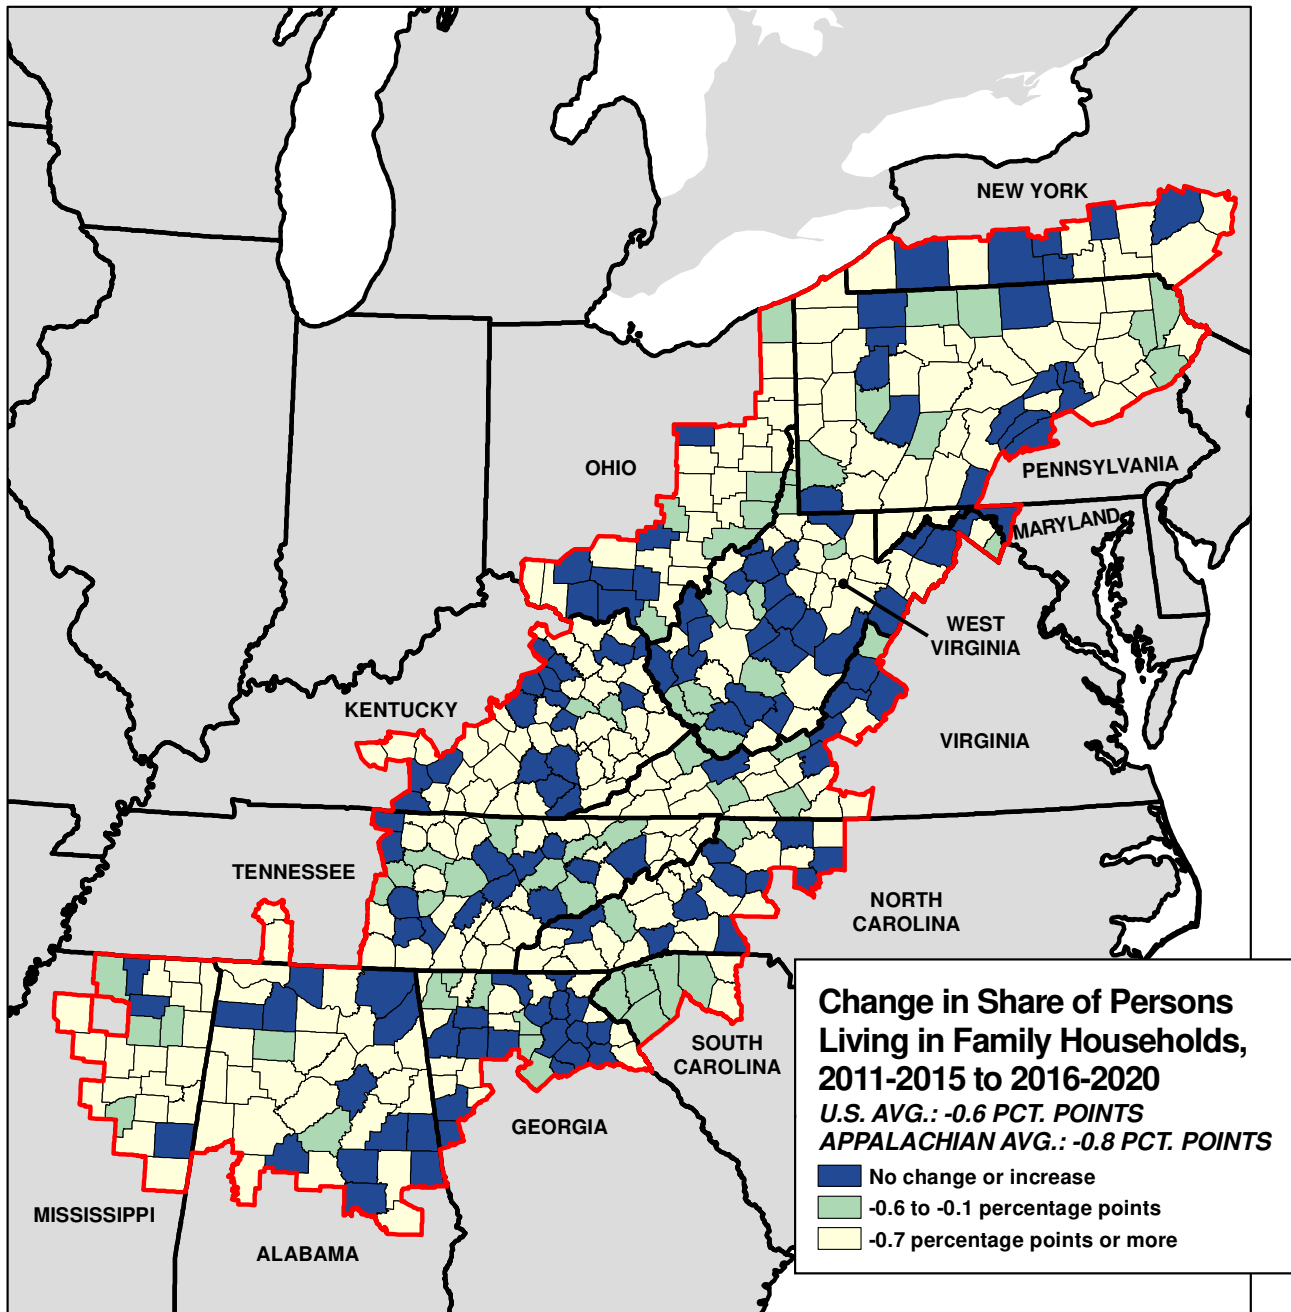 NEW YORK
OHIO
PENNSYLVANIA
MARYLAND
WEST
VIRGINIA
KENTUCKY
VIRGINIA
TENNESSEE
NORTH
CAROLINA
SOUTH
CAROLINA
GEORGIA
MISSISSIPPI
ALABAMA
Change in Share of Persons
Living in Family Households,
2011-2015 to 2016-2020
U.S. AVG.: -0.6 PCT. POINTS
APPALACHIAN AVG.: -0.8 PCT. POINTS
No change or increase
-0.6 to -0.1 percentage points
-0.7 percentage points or more